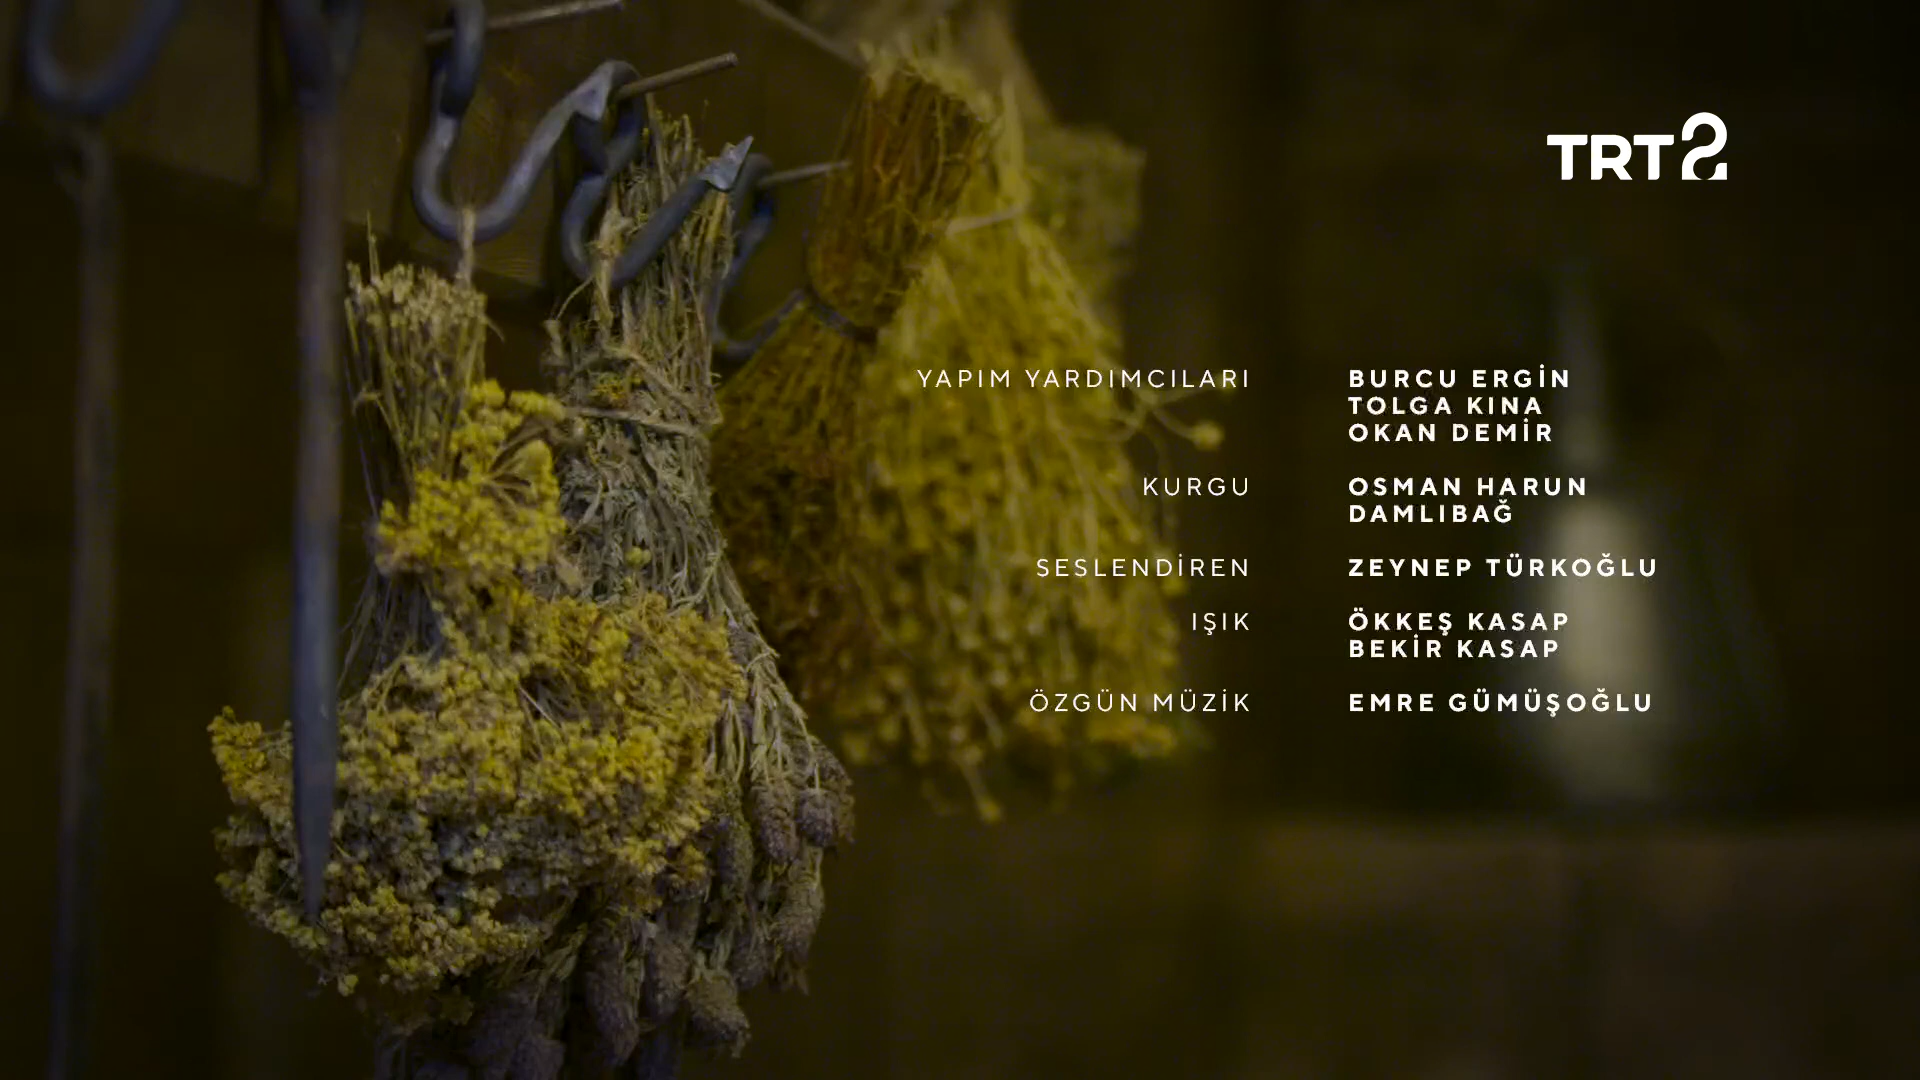 TRT2
YAPIM YARDIMCILARI BURCU ERGİN
TOLGA KINA
OKAN DEMİR
KURGU OSMAN HARUN
DAMLIBAĞ
SESLENDİREN ZEYNEP TÜRKOĞLU
IŞIK ÖKKEŞ KASAP
BEKİR KASAP
ÖZGÜN MÜZİK EMRE GÜMÜŞOĞLU